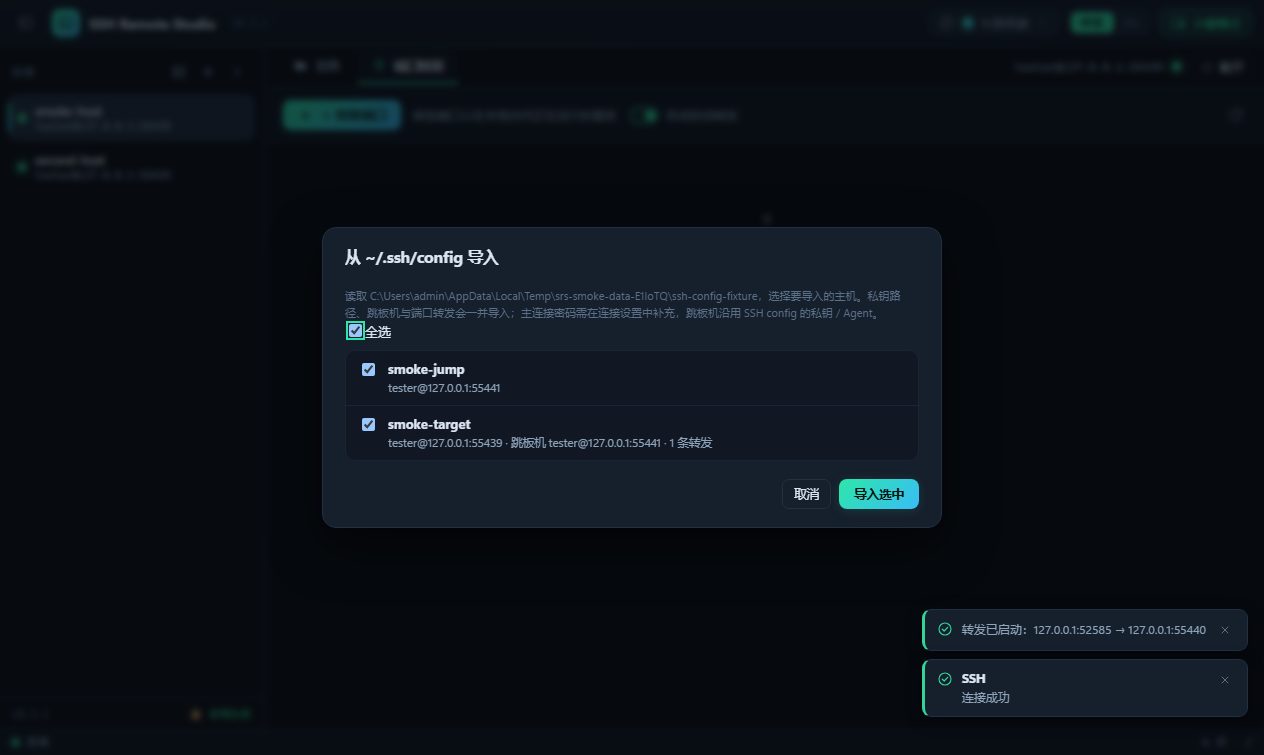 SSH Remote Studio
从 ~/.ssh/config 导入
读取 C:\Users\admin\AppData\Local\Temp\srs-smoke-data-E1IoTQ\ssh-config-fixture，选择要导入的主机。私钥路
径、跳板机与端口转发会一并导入；主连接密码需在连接设置中补充，跳板机沿用 SSH config 的私钥 / Agent。
全选
smoke-jump
tester@127.0.0.1:55441
smoke-target
tester@127.0.0.1:55439 · 跳板机 tester@127.0.0.1:55441 · 1 条转发
取消
导入选中
转发已启动：127.0.0.1:52585 → 127.0.0.1:55440
SSH
连接成功